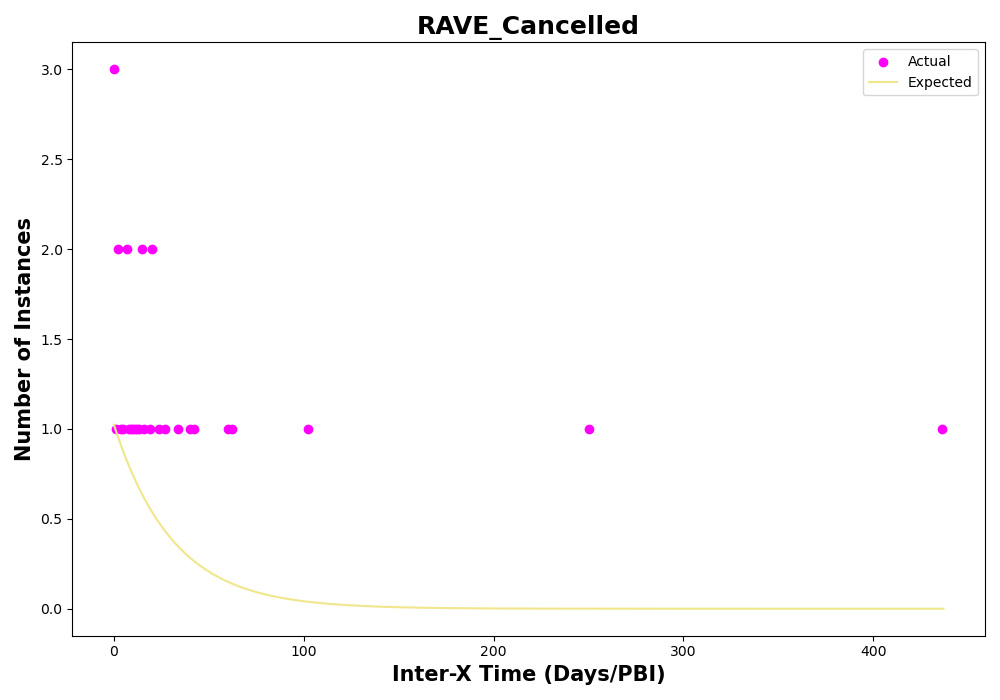 RAVE_Cancelled
Actual
Expected
3.0
2.5
2.0
1.5
1.0
0.5
0.0
Number of Instances
0
100
200
300
400
Inter-X Time (Days/PBI)